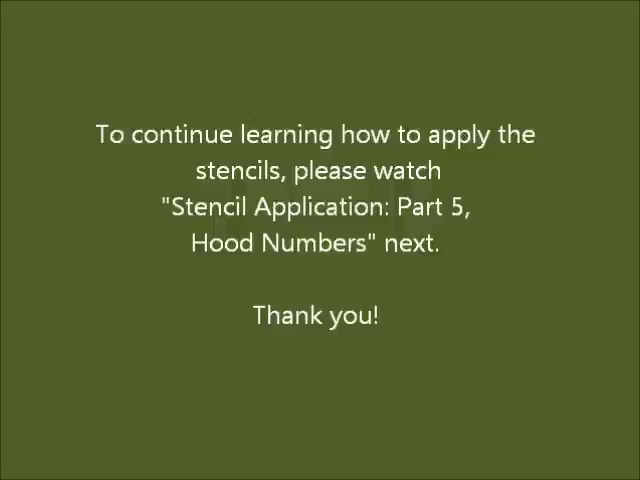 To continue learning how to apply the
stencils, please watch
"Stencil Application: Part 5,
Hood Numbers" next.
Thank you!